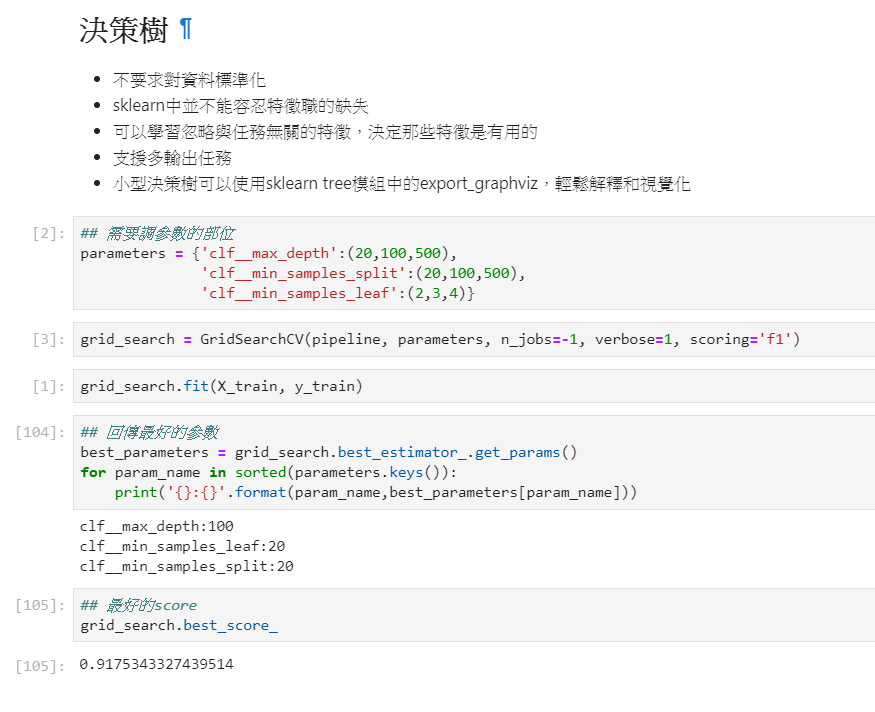 決策樹 ¶
• 不要求對資料標準化
• sklearn中並不能容忍特徵職的缺失
• 可以學習忽略與任務無關的特徵，決定那些特徵是有用的
• 支援多輸出任務
• 小型決策樹可以使用sklearn tree模組中的export_graphviz，輕鬆解釋和視覺化
[2]: ## 需要調參數的部位
parameters = {'clf__max_depth':(20,100,500),
'clf__min_samples_split':(20,100,500),
'clf__min_samples_leaf':(2,3,4)}
[3]: grid_search = GridSearchCV(pipeline, parameters, n_jobs=-1, verbose=1, scoring='f1')
[1]: grid_search.fit(X_train, y_train)
[104]: ## 回傳最好的參數
best_parameters = grid_search.best_estimator_.get_params()
for param_name in sorted(parameters.keys()):
print('{}:{}'.format(param_name,best_parameters[param_name]))
clf__max_depth:100
clf__min_samples_leaf:20
clf__min_samples_split:20
[105]: ## 最好的score
grid_search.best_score_
[105]: 0.9175343327439514